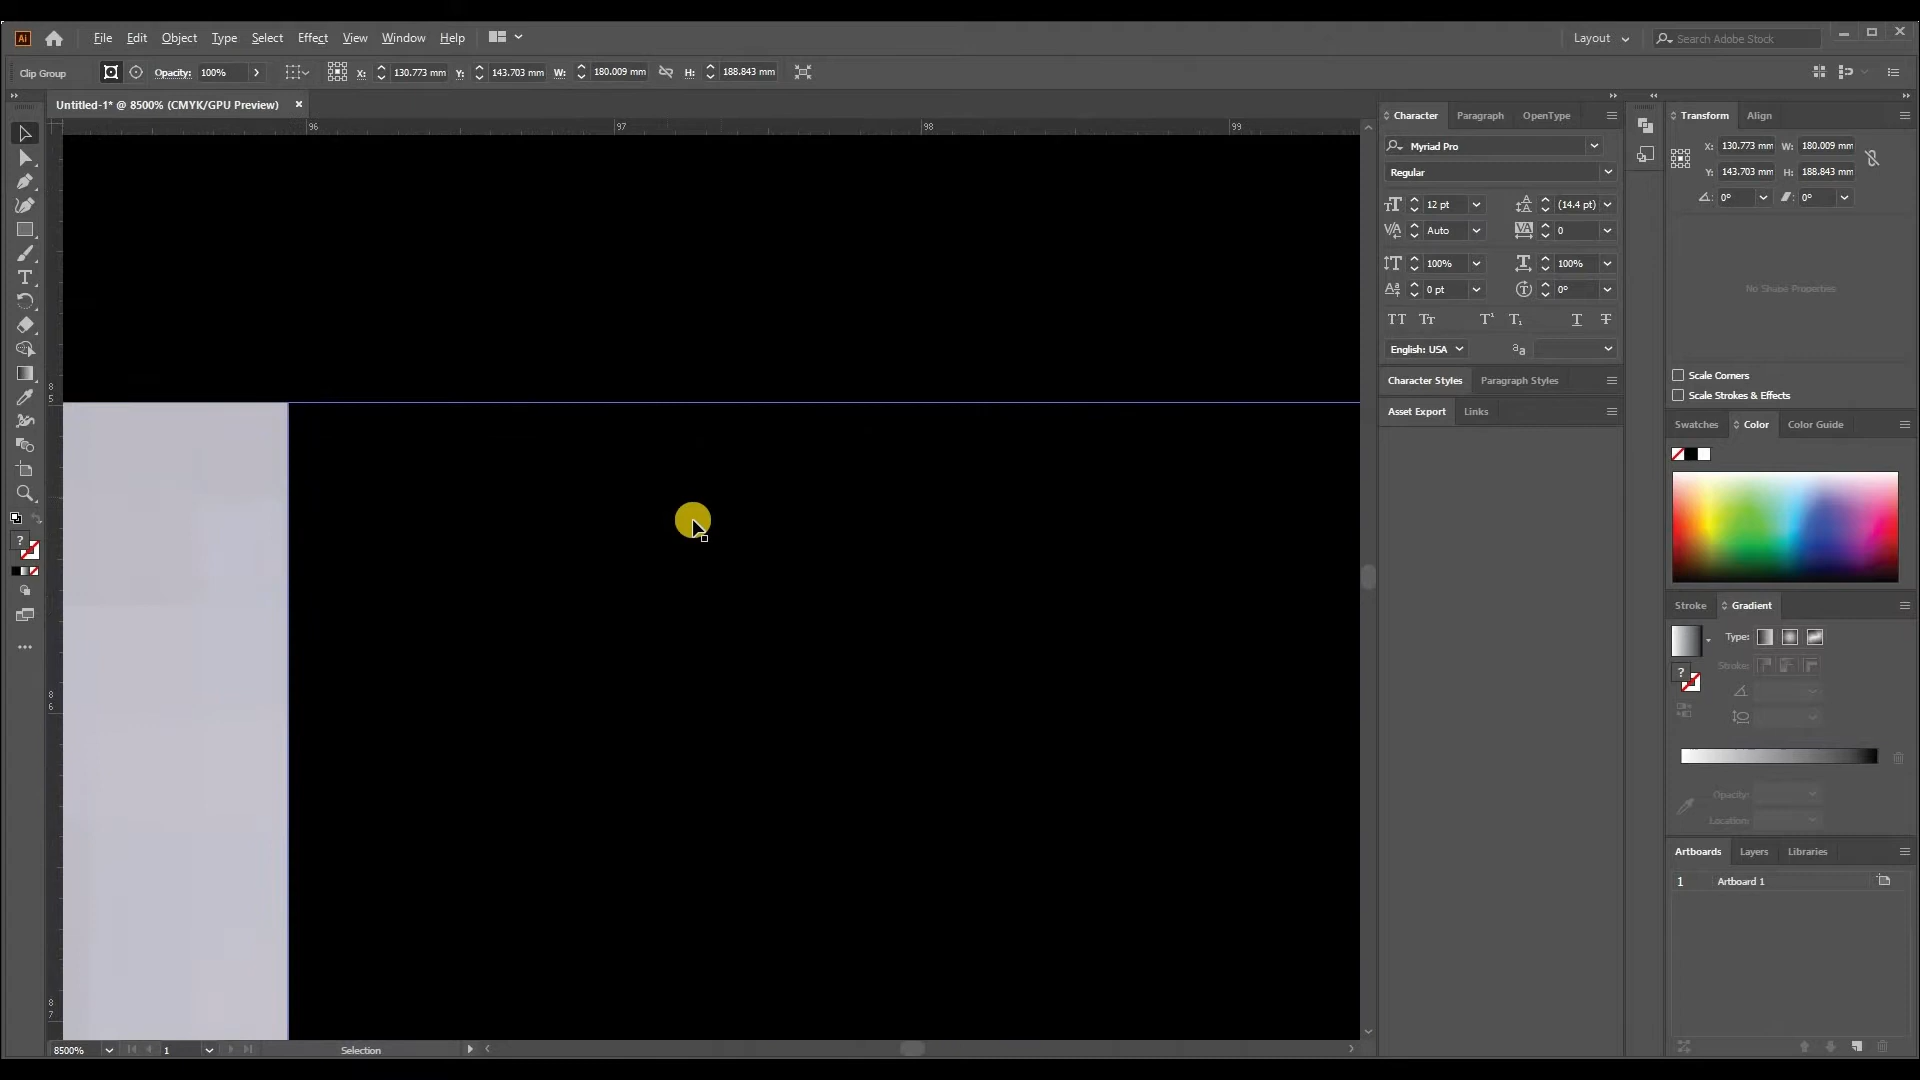 Ai File Edit Object Type Select Effect View Window Help Layout Search Adobe Stock
Clip Group Opacity: 100% X: 130.773 mm Y: 143.703 mm W: 180.009 mm H: 188.843 mm
Untitled-1* @ 8500% (CMYK/GPU Preview)
96 97 98 99
8
5
8
6
8
7
8500% 1 Selection
Character Paragraph OpenType
Myriad Pro
Regular
12 pt (14.4 pt)
Auto 0
100% 100%
0 pt 0°
English: USA
Character Styles Paragraph Styles
Asset Export Links
Transform Align
X: 130.773 mm W: 180.009 mm
Y: 143.703 mm H: 188.843 mm
0° 0°
No Shape Properties
Scale Corners
Scale Strokes & Effects
Swatches Color Color Guide
Stroke Gradient
Type:
?
Stroke:
Opacity:
Location:
Artboards Layers Libraries
1 Artboard 1